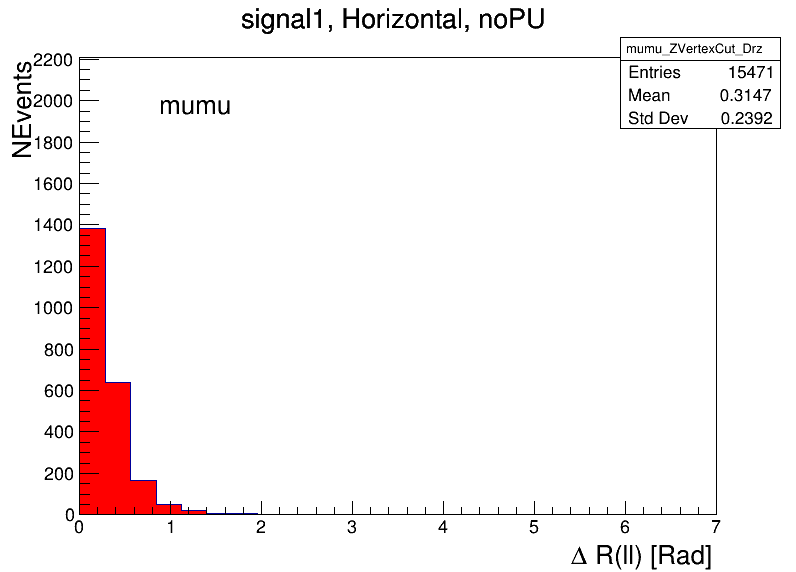 signal1, Horizontal, noPU
mumu_ZVertexCut_Drz
Entries 15471
Mean 0.3147
Std Dev 0.2392
NEvents
mumu
2200
2000
1800
1600
1400
1200
1000
800
600
400
200
0
0 1 2 3 4 5 6 7
Δ R(ll) [Rad]